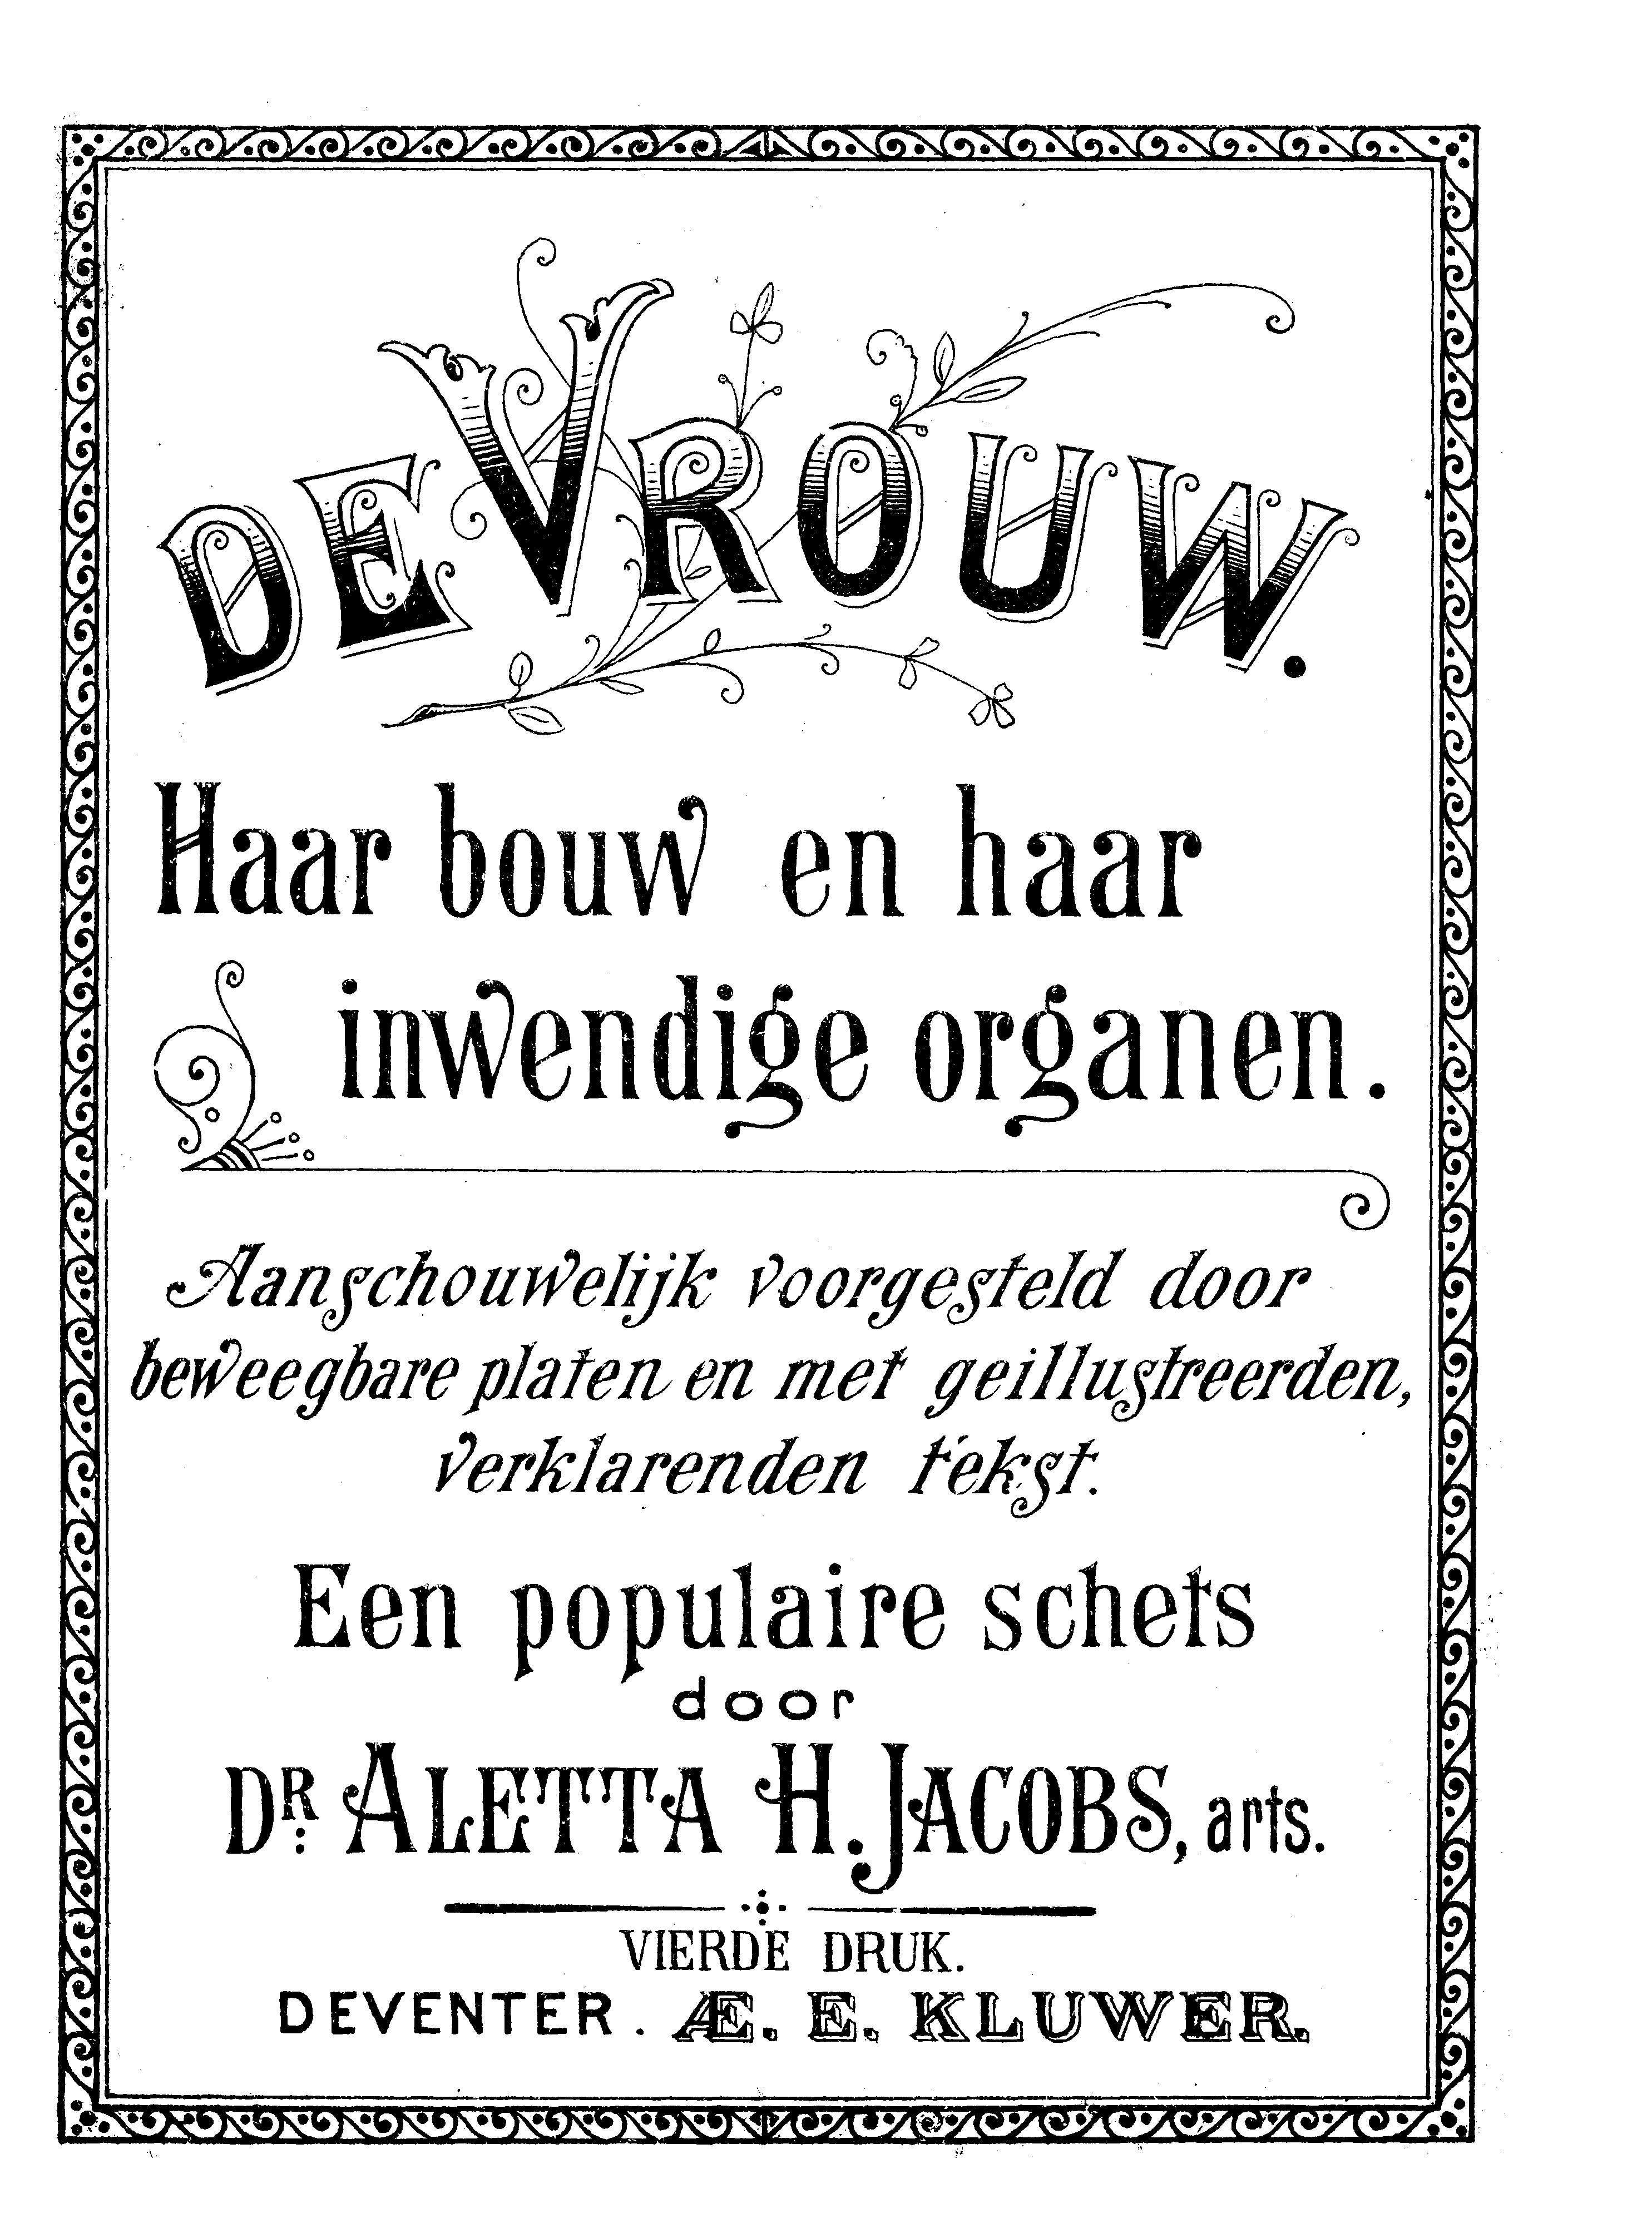 DE VROUW.
Haar bouw en haar
inwendige organen.
Aanschouwelijk voorgesteld door
beweegbare platen en met geillustreerden,
verklarenden tekst.
Een populaire schets
door
DR. ALETTA H. JACOBS, arts.
VIERDE DRUK.
DEVENTER. Æ. E. KLUWER.